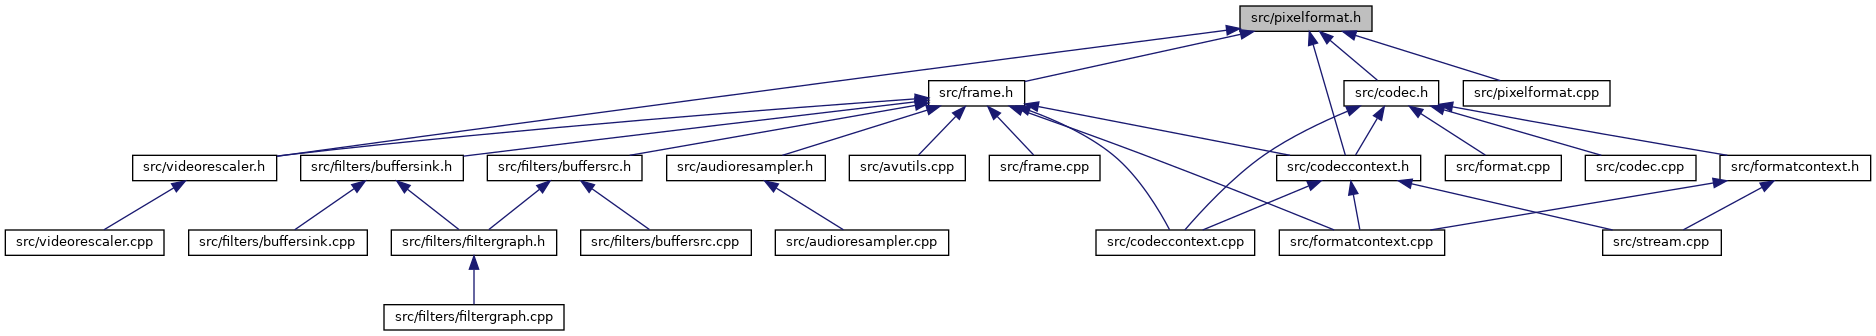 src/pixelformat.h
src/frame.h
src/codec.h
src/pixelformat.cpp
src/videorescaler.h
src/filters/buffersink.h
src/filters/buffersrc.h
src/audioresampler.h
src/avutils.cpp
src/frame.cpp
src/codeccontext.h
src/format.cpp
src/codec.cpp
src/formatcontext.h
src/videorescaler.cpp
src/filters/buffersink.cpp
src/filters/filtergraph.h
src/filters/buffersrc.cpp
src/audioresampler.cpp
src/codeccontext.cpp
src/formatcontext.cpp
src/stream.cpp
src/filters/filtergraph.cpp